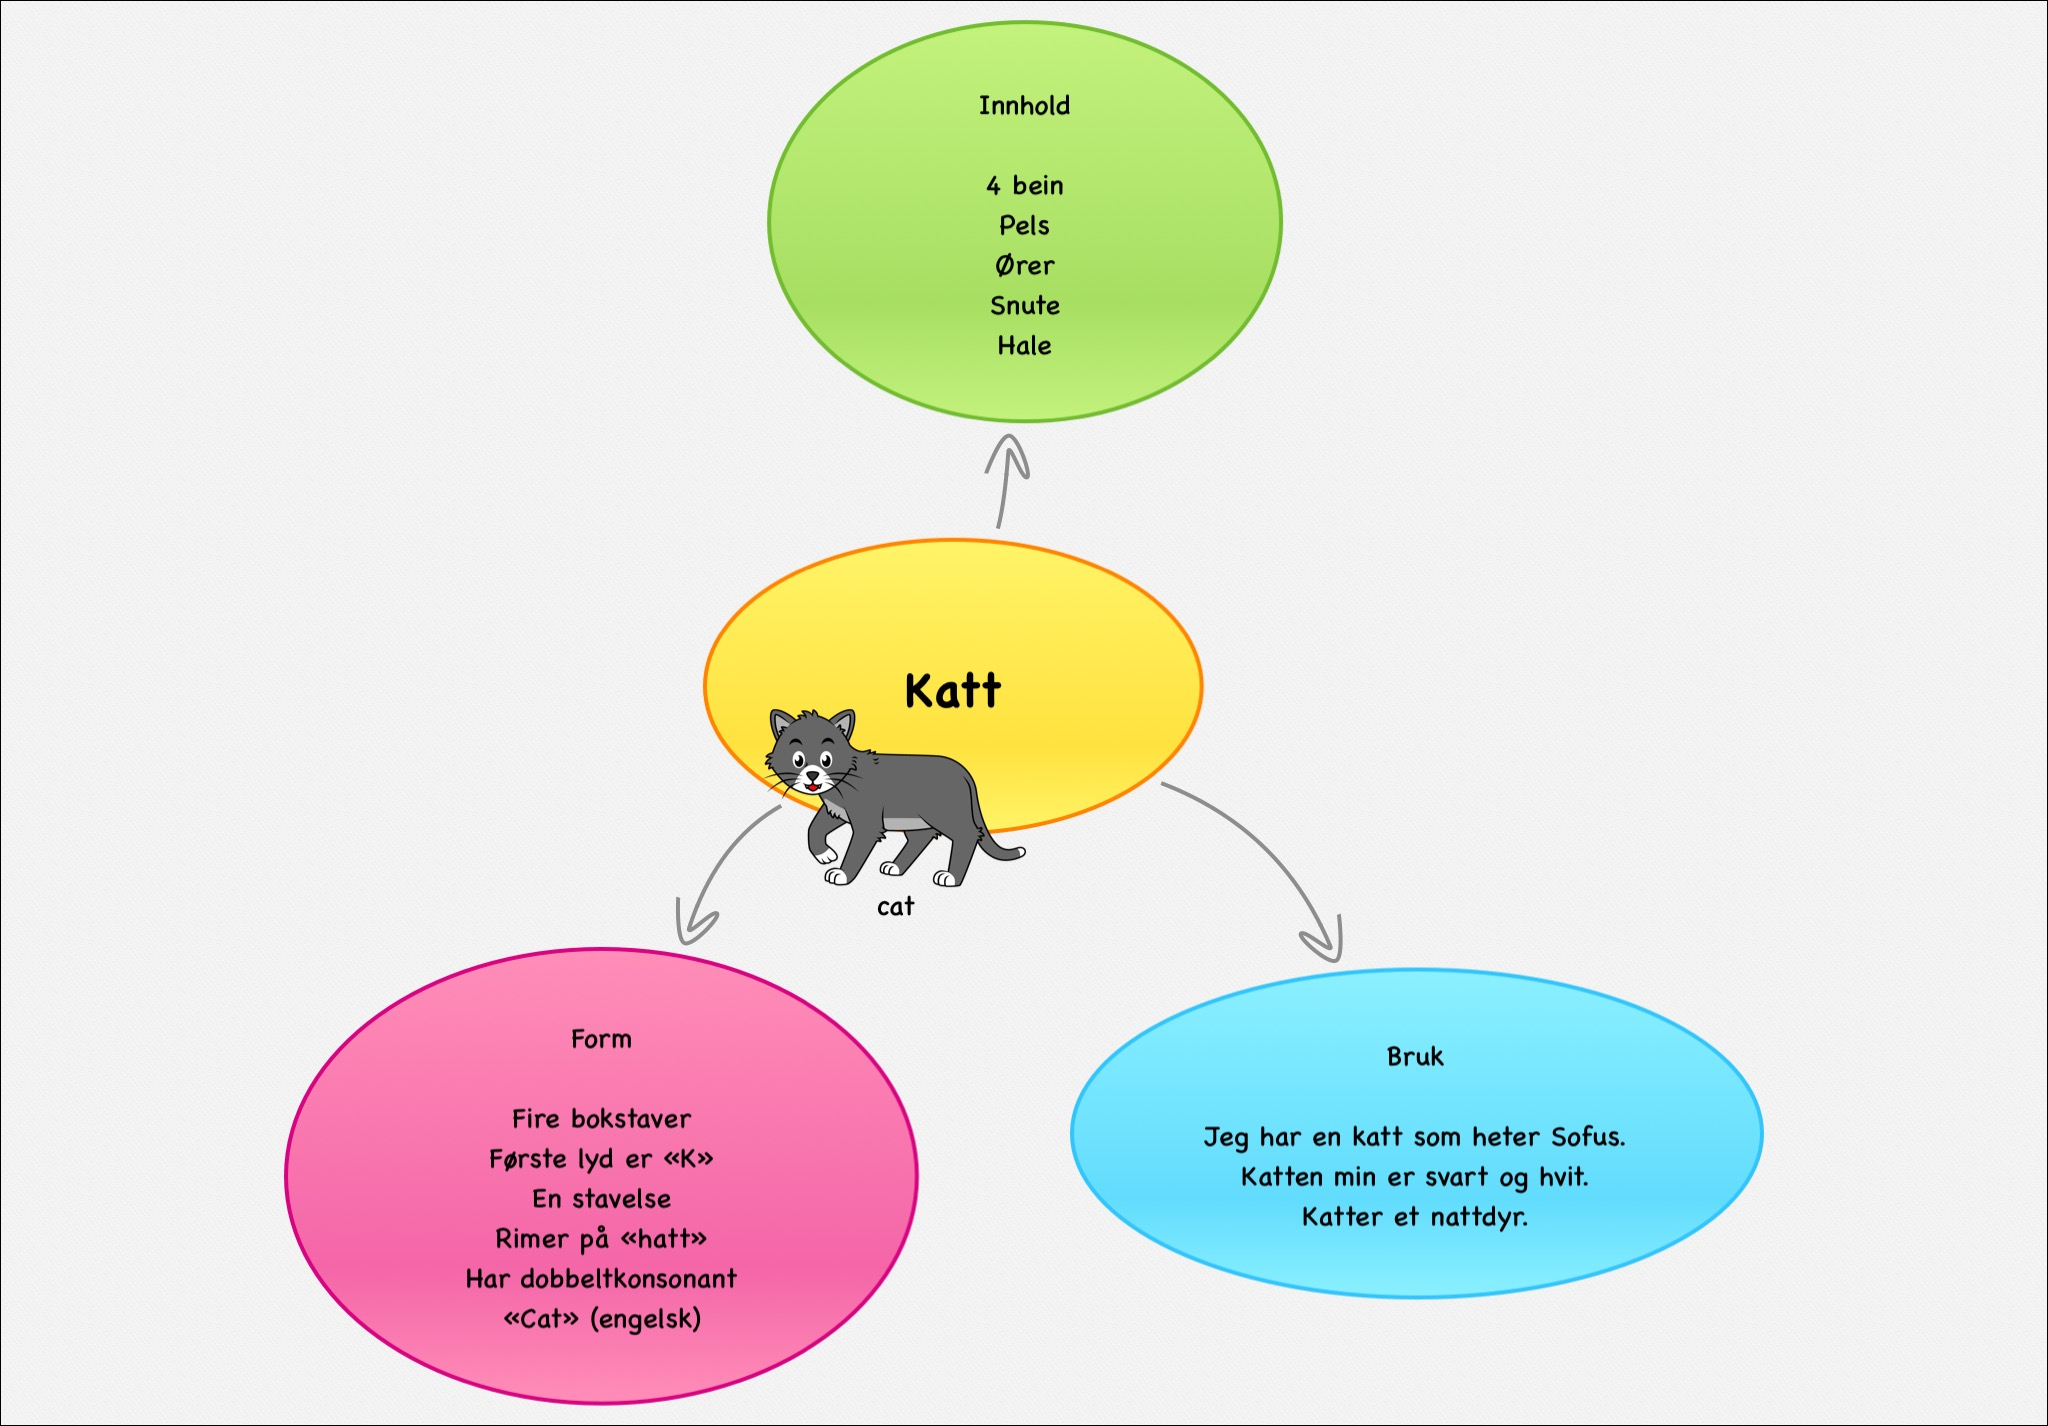 Innhold
4 bein
Pels
Ører
Snute
Hale
Katt
cat
Form
Fire bokstaver
Første lyd er «K»
En stavelse
Rimer på «hatt»
Har dobbeltkonsonant
«Cat» (engelsk)
Bruk
Jeg har en katt som heter Sofus.
Katten min er svart og hvit.
Katter et nattdyr.